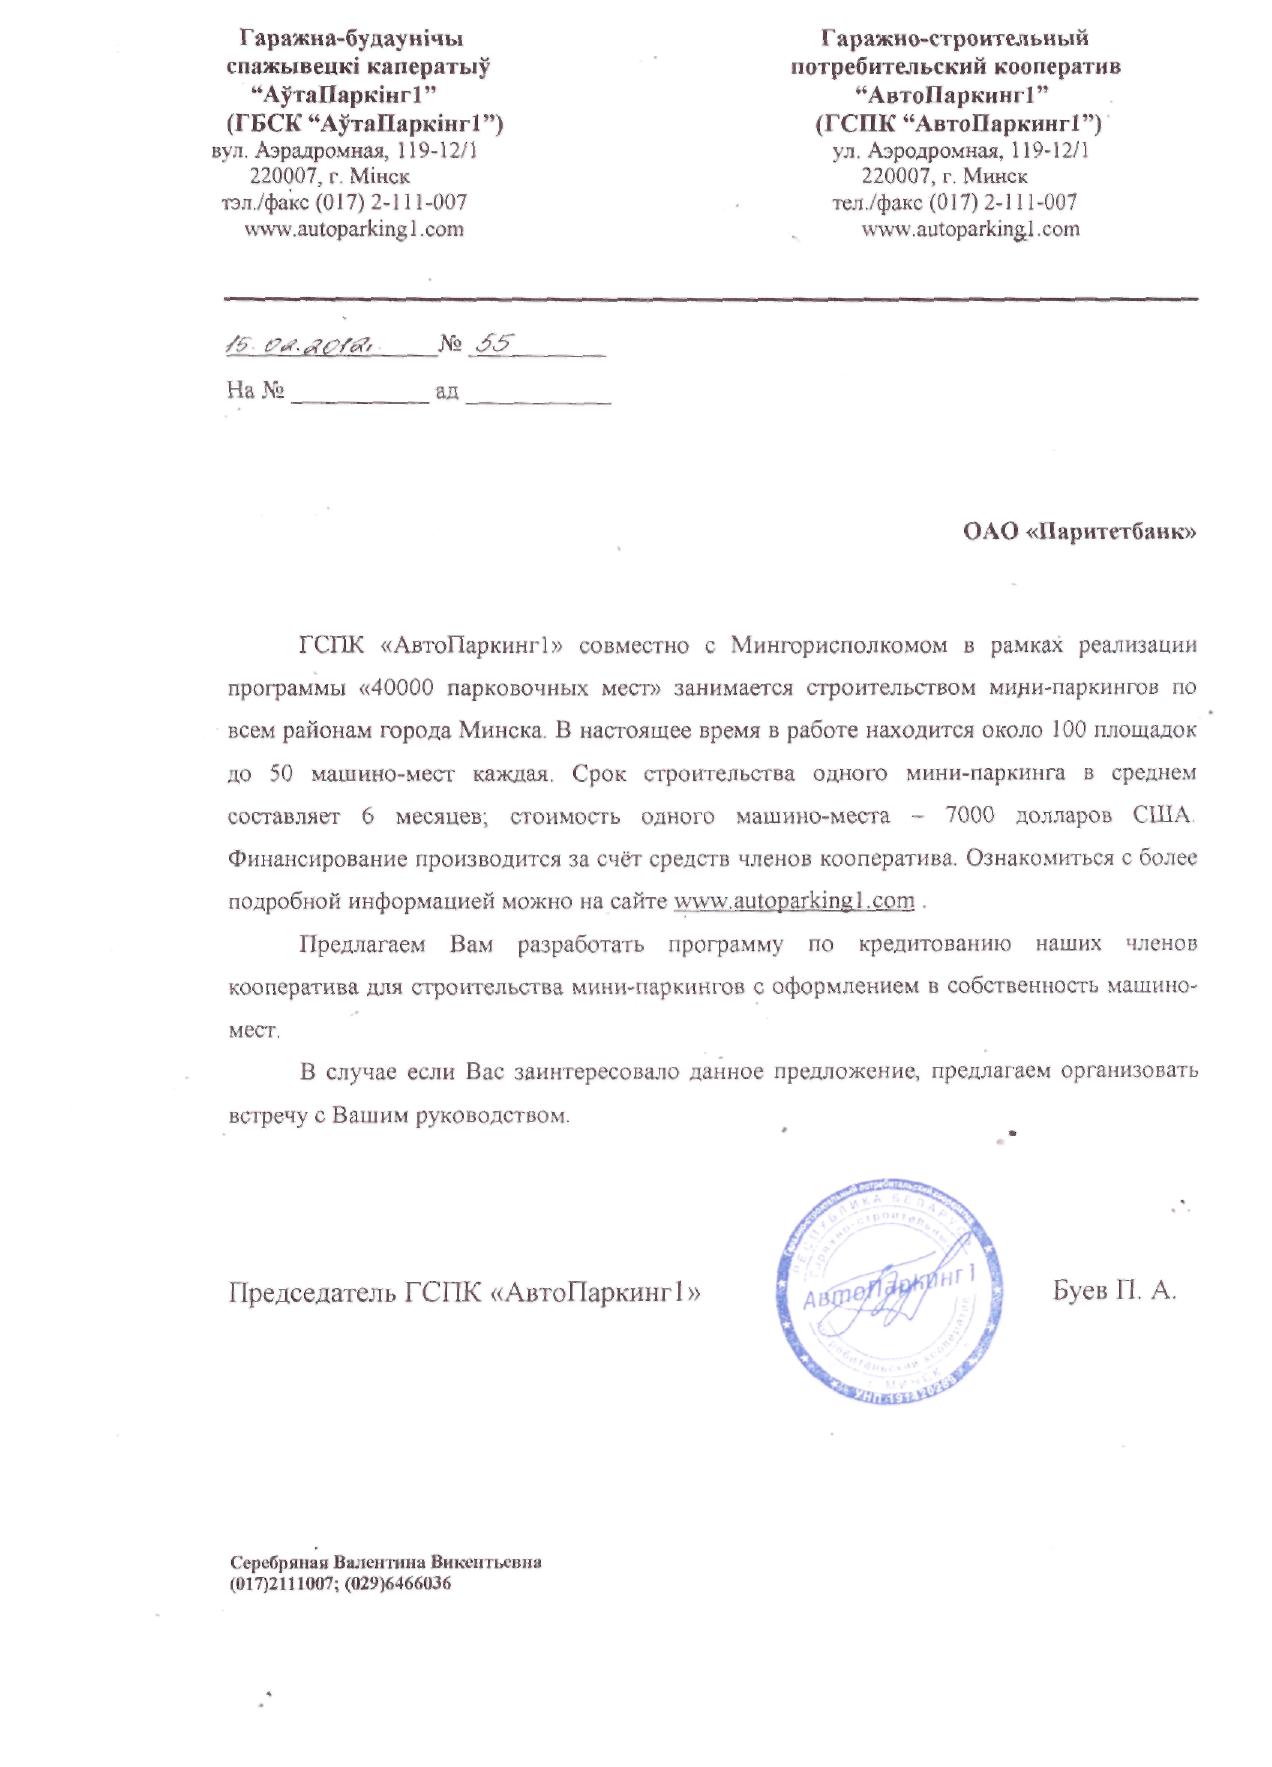 Гаражна-будаўнічы
спажывецкі каператыў
“АўтаПаркінг1”
(ГБСК “АўтаПаркінг1”)
вул. Аэрадромная, 119-12/1
220007, г. Мінск
тэл./факс (017) 2-111-007
www.autoparking1.com
Гаражно-строительный
потребительский кооператив
“АвтоПаркинг1”
(ГСПК “АвтоПаркинг1”)
ул. Аэродромная, 119-12/1
220007, г. Минск
тел./факс (017) 2-111-007
www.autoparking1.com
15.02.2012г. № 55
На № ____________ ад ____________
ОАО «Паритетбанк»
ГСПК «АвтоПаркинг1» совместно с Мингорисполкомом в рамках реализации
программы «40000 парковочных мест» занимается строительством мини-паркингов по
всем районам города Минска. В настоящее время в работе находится около 100 площадок
до 50 машино-мест каждая. Срок строительства одного мини-паркинга в среднем
составляет 6 месяцев; стоимость одного машино-места – 7000 долларов США.
Финансирование производится за счёт средств членов кооператива. Ознакомиться с более
подробной информацией можно на сайте www.autoparking1.com .
Предлагаем Вам разработать программу по кредитованию наших членов
кооператива для строительства мини-паркингов с оформлением в собственность машино-
мест.
В случае если Вас заинтересовало данное предложение, предлагаем организовать
встречу с Вашим руководством.
Председатель ГСПК «АвтоПаркинг1»
РЕСПУБЛИКА БЕЛАРУСЬ
Гаражно-строительный
АвтоПаркинг1
потребительский кооператив
г. МИНСК
Буев П. А.
Серебряная Валентина Викентьевна
(017)2111007; (029)6466036